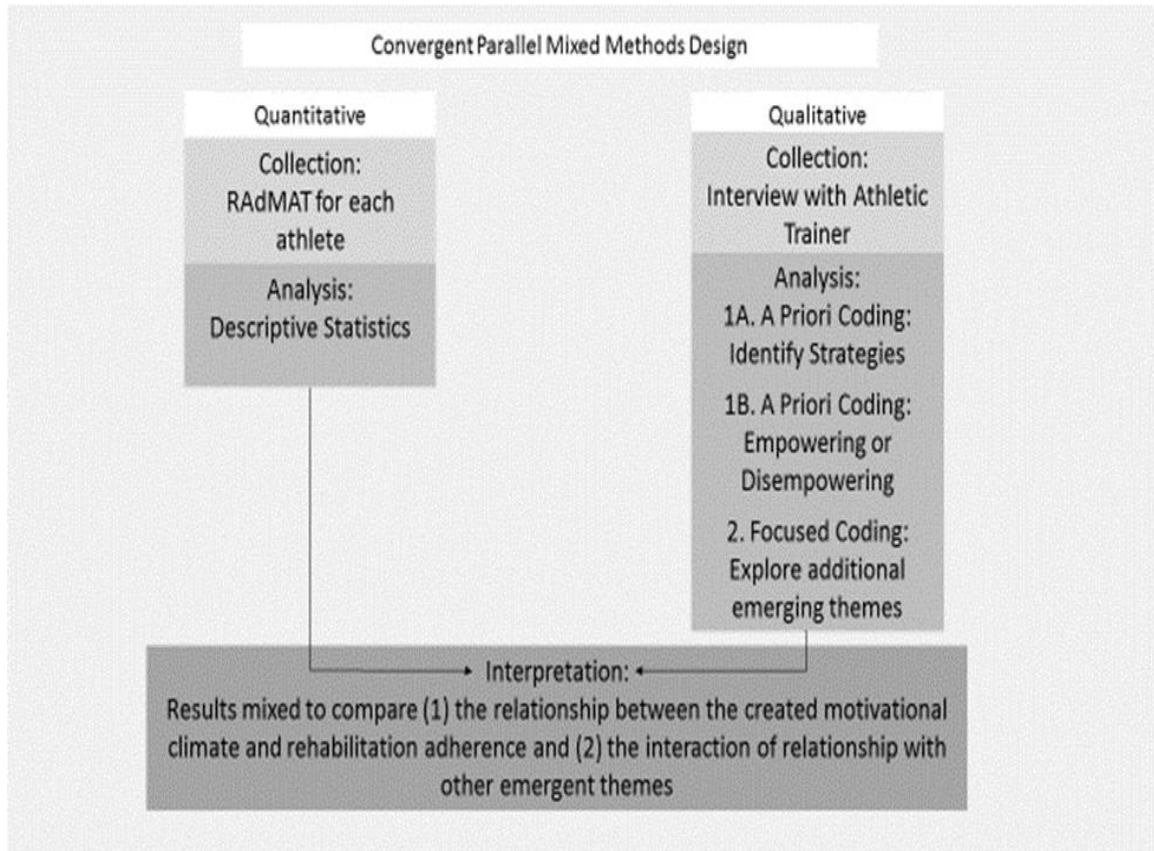 Convergent Parallel Mixed Methods Design
Quantitative
Collection:
RAdMAT for each
athlete
Analysis:
Descriptive Statistics
Qualitative
Collection:
Interview with Athletic
Trainer
Analysis:
1A. A Priori Coding:
Identify Strategies
1B. A Priori Coding:
Empowering or
Disempowering
2. Focused Coding:
Explore additional
emerging themes
Interpretation:
Results mixed to compare (1) the relationship between the created motivational
climate and rehabilitation adherence and (2) the interaction of relationship with
other emergent themes